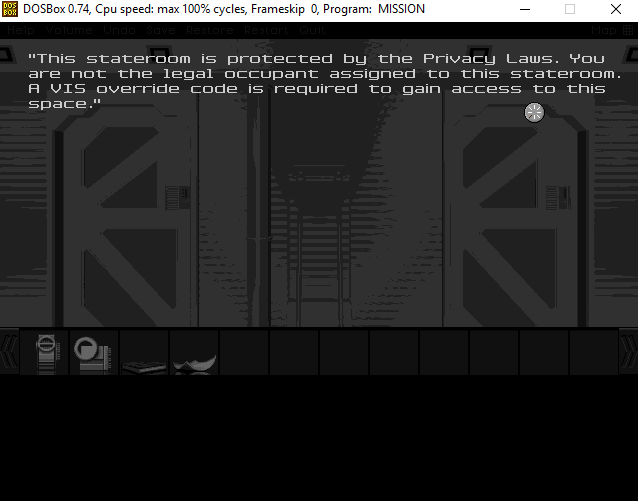 DOSBox 0.74, Cpu speed: max 100% cycles, Frameskip 0, Program: MISSION
Help Volume Undo Save Restore Restart Quit Map
"This stateroom is protected by the Privacy Laws. You
are not the legal occupant assigned to this stateroom.
A VIS override code is required to gain access to this
space."